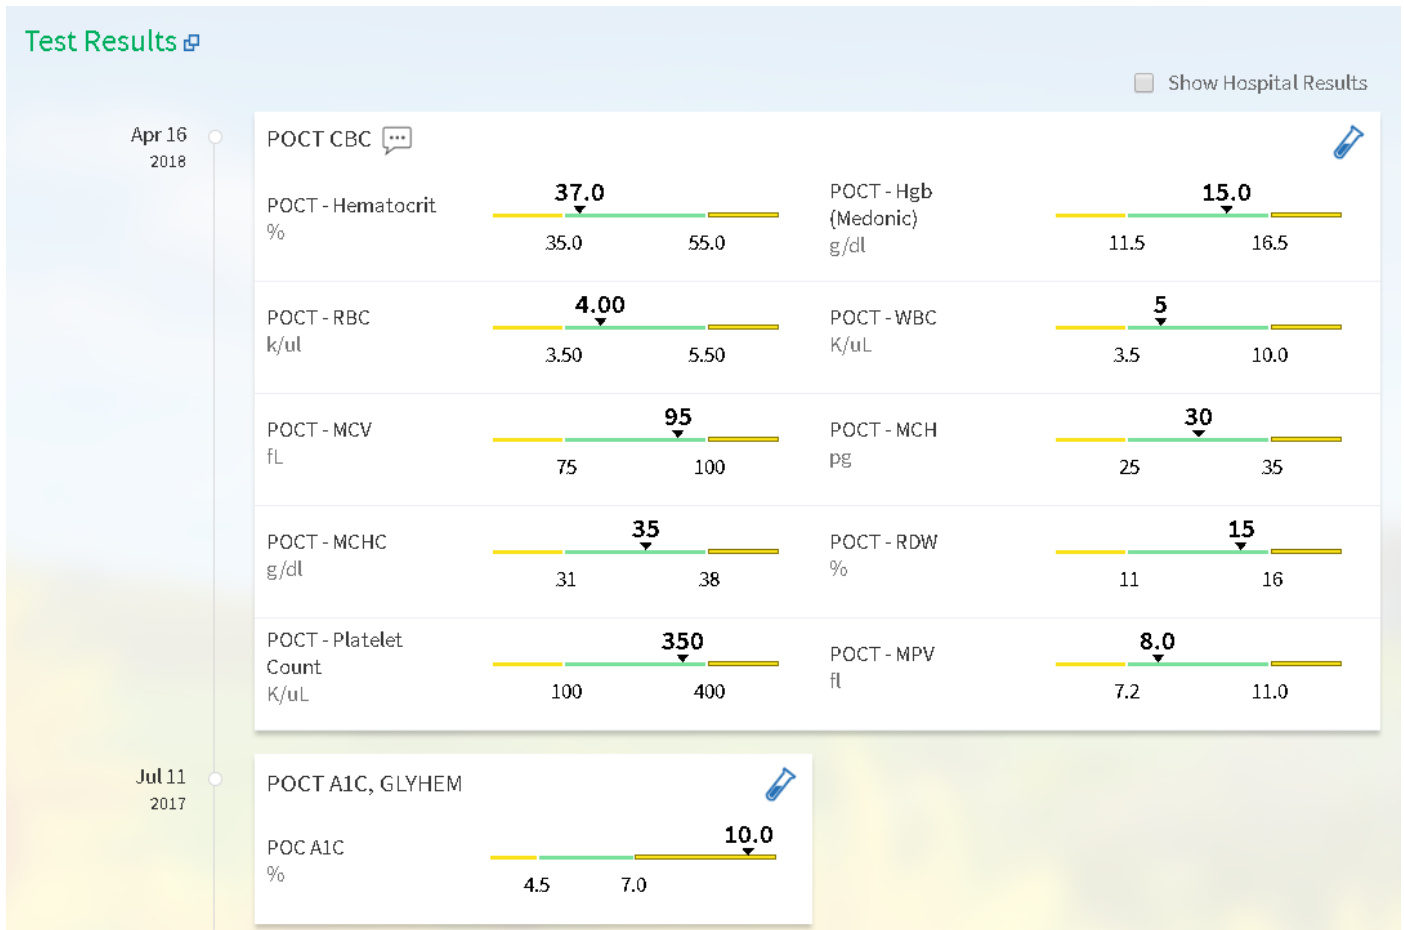 Test Results
Show Hospital Results
Apr 16
2018
POCT CBC
POCT - Hematocrit
%
37.0
35.0 55.0
POCT - Hgb
(Medonic)
g/dl
15.0
11.5 16.5
POCT - RBC
k/ul
4.00
3.50 5.50
POCT - WBC
K/uL
5
3.5 10.0
POCT - MCV
fL
95
75 100
POCT - MCH
pg
30
25 35
POCT - MCHC
g/dl
35
31 38
POCT - RDW
%
15
11 16
POCT - Platelet
Count
K/uL
350
100 400
POCT - MPV
fl
8.0
7.2 11.0
Jul 11
2017
POCT A1C, GLYHEM
POC A1C
%
10.0
4.5 7.0